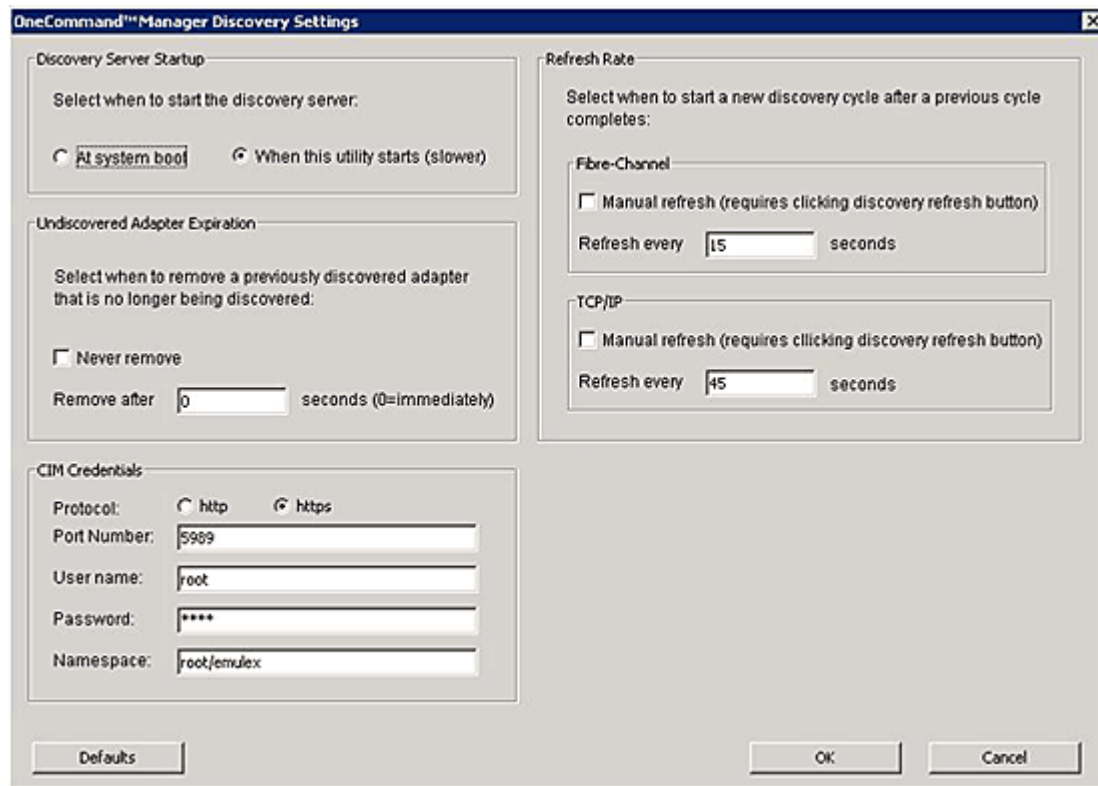 OneCommand™Manager Discovery Settings
Discovery Server Startup
Select when to start the discovery server:
At system boot
When this utility starts (slower)
Undiscovered Adapter Expiration
Select when to remove a previously discovered adapter
that is no longer being discovered:
Never remove
Remove after 0 seconds (0=immediately)
CIM Credentials
Protocol: http https
Port Number: 5989
User name: root
Password: ****
Namespace: root/emulex
Refresh Rate
Select when to start a new discovery cycle after a previous cycle
completes:
Fibre-Channel
Manual refresh (requires clicking discovery refresh button)
Refresh every 15 seconds
TCP/IP
Manual refresh (requires cllicking discovery refresh button)
Refresh every 45 seconds
Defaults
OK
Cancel